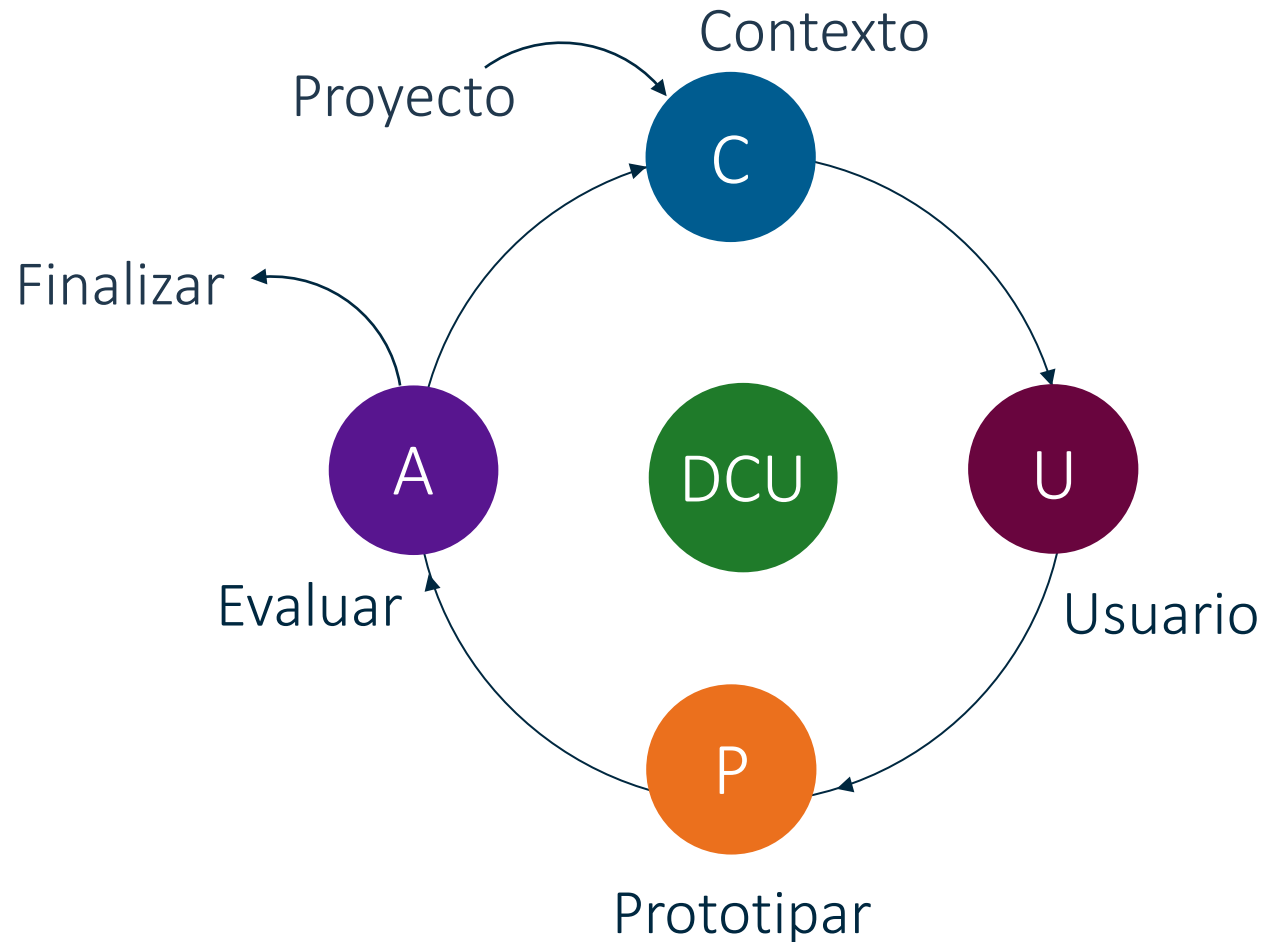 Contexto
Proyecto
C
Finalizar
A
DCU
U
Evaluar
Usuario
P
Prototipar